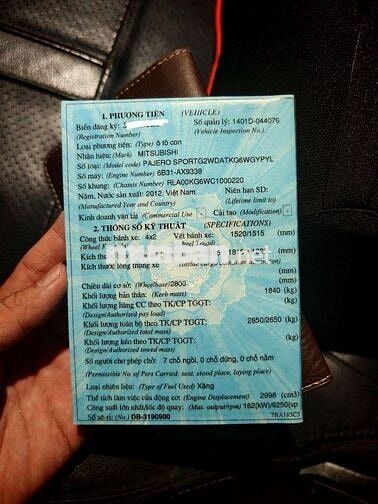 1. PHƯƠNG TIỆN (VEHICLE)
Biển đăng ký: Số quản lý: 1401D-044076
(Registration Number) (Vehicle Inspection No.)
Loại phương tiện: (Type) ô tô con
Nhãn hiệu: (Mark) MITSUBISHI
Số loại: (Model code) PAJERO SPORTG2WDATKG6WGYPYL
Số máy: (Engine Number) 6B31-AX9338
Số khung: (Chassis Number) RLA00KG6WC1000220
Năm, Nước sản xuất: 2012, Việt Nam Niên hạn SD:
(Manufactured Year and Country) (Lifetime Limit to)
Kinh doanh vận tải (Commercial Use) - Cải tạo (Modification) -
2. THÔNG SỐ KỸ THUẬT (SPECIFICATIONS)
Công thức bánh xe: 4x2 Vết bánh xe: 1520/1515 (mm)
(Wheel
Kích thước 1815 (mm)
Kích thước lòng thùng xe (mm)
Chiều dài cơ sở: (Wheelbase) 2800 (mm)
Khối lượng bản thân: (Kerb mass) 1840 (kg)
Khối lượng hàng CC theo TK/CP TGGT: (kg)
(Design/Authorized pay load)
Khối lượng toàn bộ theo TK/CP TGGT: 2650/2650 (kg)
(Design/Authorized total mass)
Khối lượng kéo theo TK/CP TGGT: (kg)
(Design/Authorized towed mass)
Số người cho phép chở: 7 chỗ ngồi, 0 chỗ đứng, 0 chỗ nằm
(Permissible No. of Pers Carried: seat, stood place, laying place)
Loại nhiên liệu: (Type of Fuel Used) Xăng
Thể tích làm việc của động cơ: (Engine Displacement) 2998 (cm3)
Công suất lớn nhất/tốc độ quay: (Max. output/rpm) 162(kW)/6250(vp
Số sê-ri: (No.) DB-3190900 7BA183C5